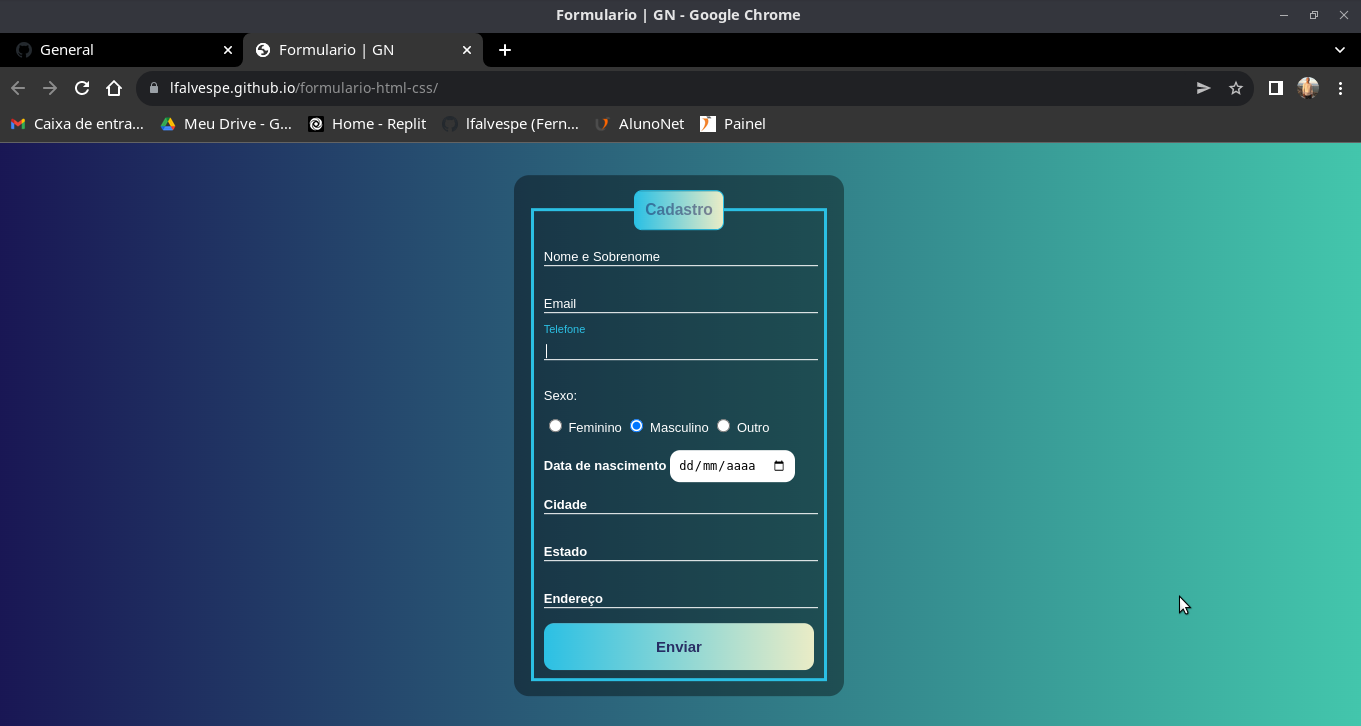 Formulario | GN - Google Chrome
General
Formulario | GN
lfalvespe.github.io/formulario-html-css/
Caixa de entra... Meu Drive - G... Home - Replit lfalvespe (Fern... AlunoNet Painel
Cadastro
Nome e Sobrenome
Email
Telefone
Sexo:
Feminino Masculino Outro
Data de nascimento dd/mm/aaaa
Cidade
Estado
Endereço
Enviar